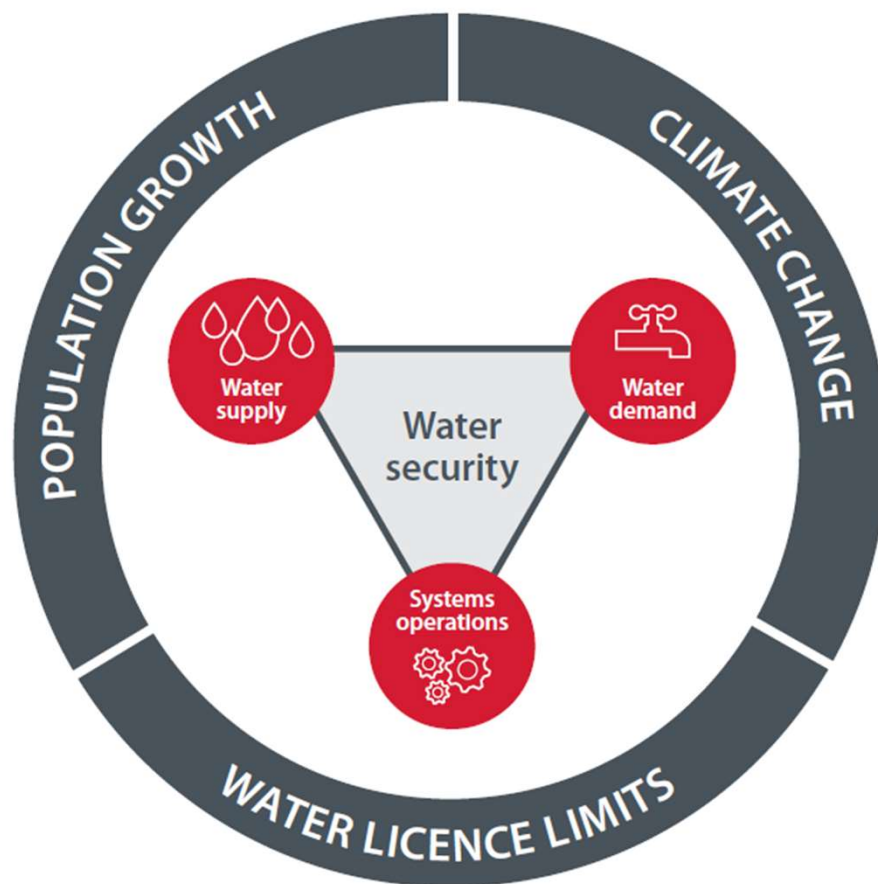 POPULATION GROWTH
CLIMATE CHANGE
Water
supply
Water
demand
Water
security
Systems
operations
WATER LICENCE LIMITS